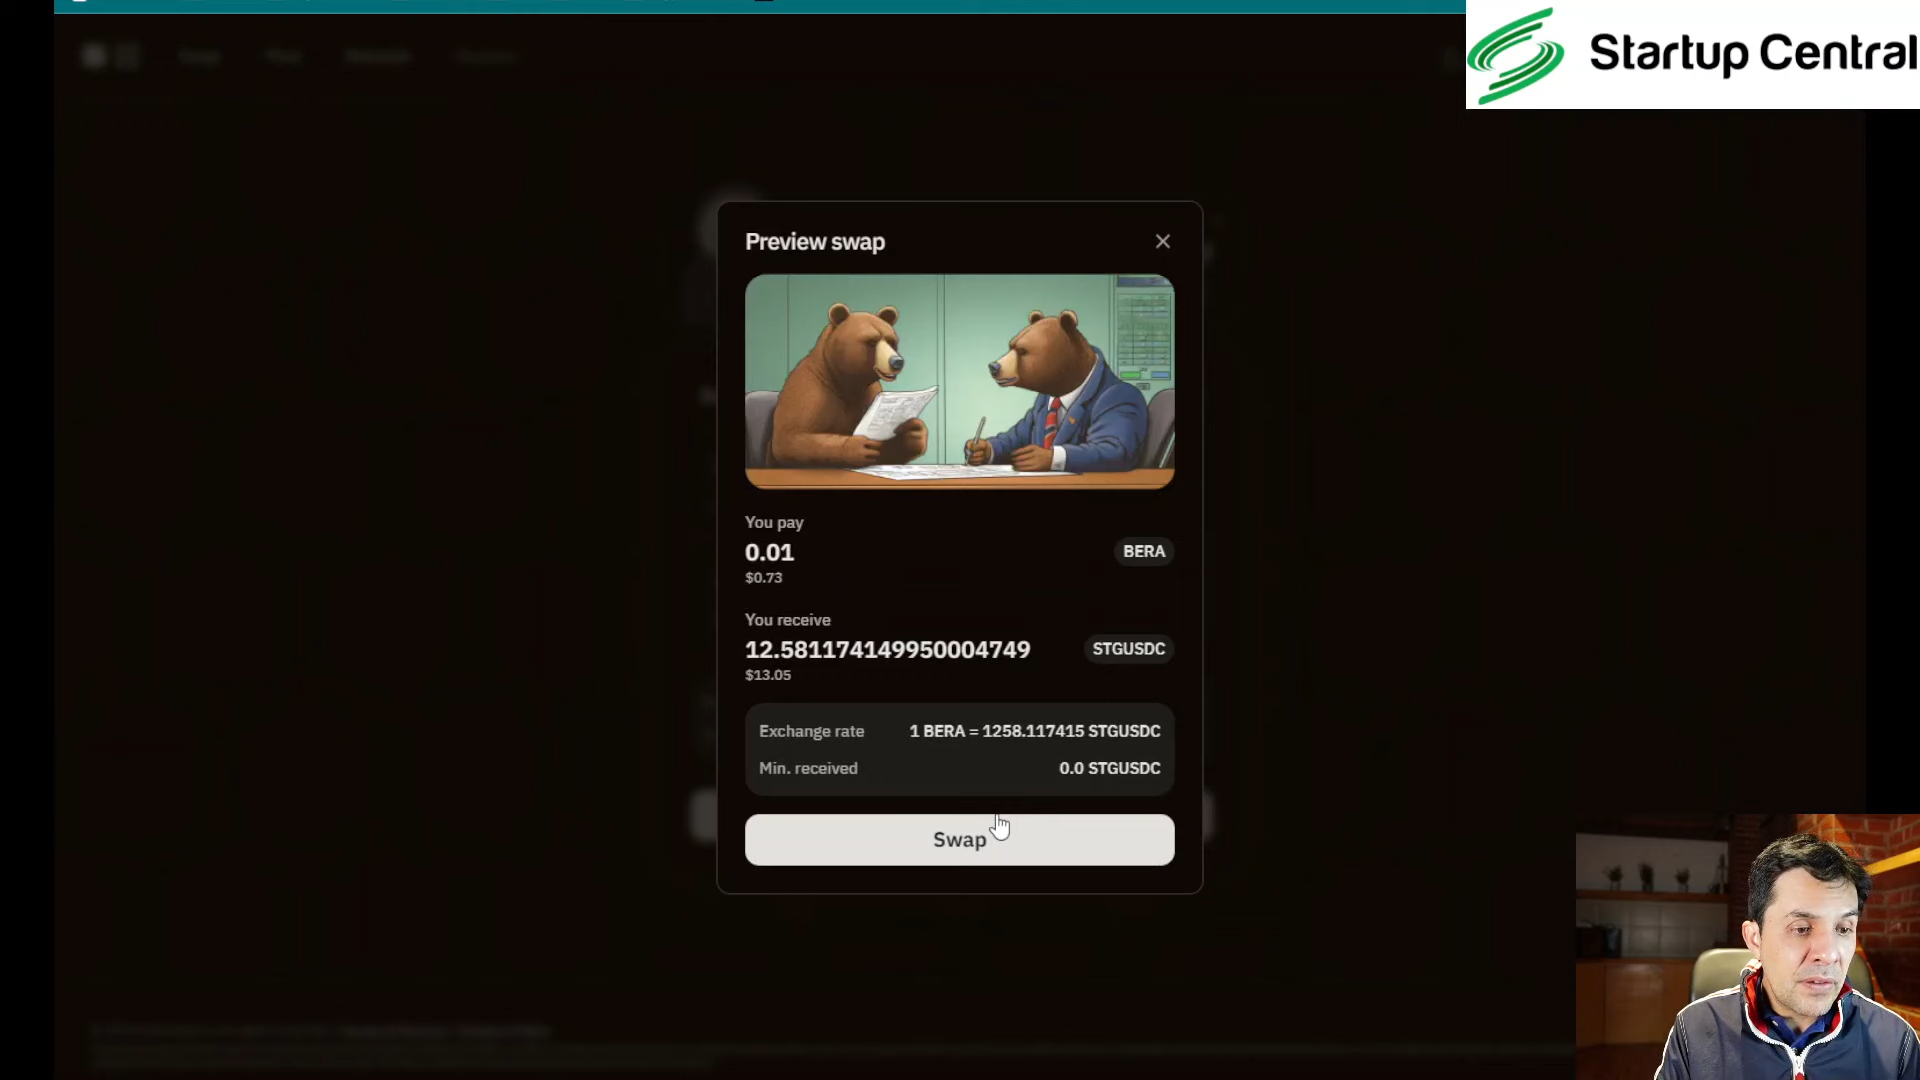 Startup Central
Preview swap
You pay
0.01
BERA
$0.73
You receive
12.581174149950004749
STGUSDC
$13.05
Exchange rate
1 BERA = 1258.117415 STGUSDC
Min. received
0.0 STGUSDC
Swap